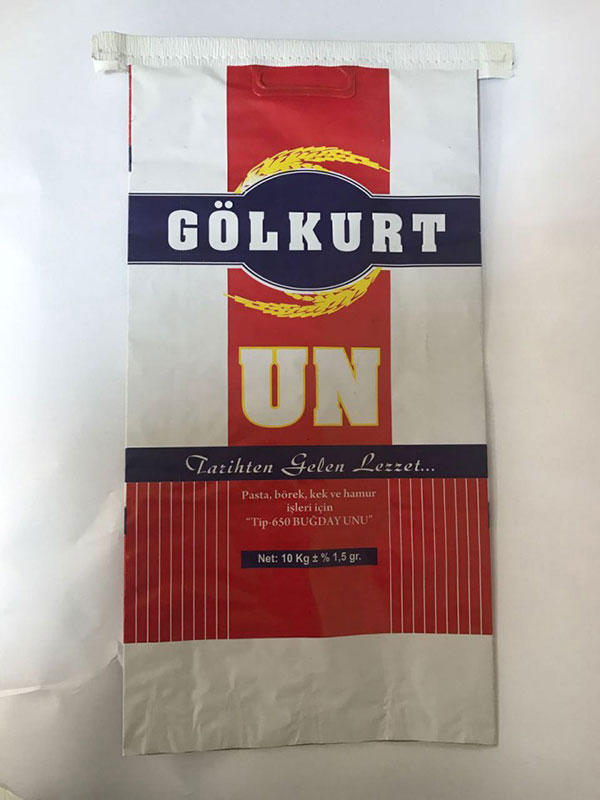 GÖLKURT
UN
Tarihten Gelen Lezzet...
Pasta, börek, kek ve hamur
işleri için
“Tip-650 BUĞDAY UNU”
Net: 10 Kg ± % 1,5 gr.